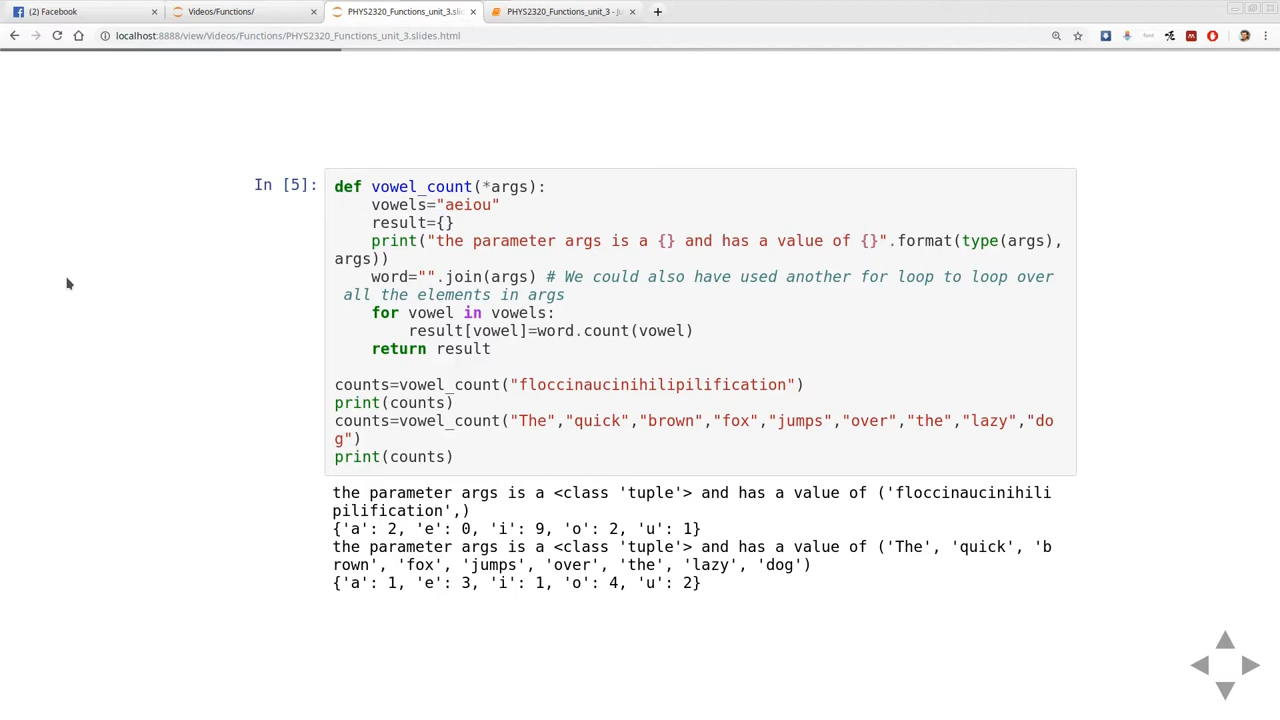 (2) Facebook
Videos/Functions/
PHYS2320_Functions_unit_3.slide
PHYS2320_Functions_unit_3 - Ju
localhost:8888/view/Videos/Functions/PHYS2320_Functions_unit_3.slides.html
In [5]:
def vowel_count(*args):
    vowels="aeiou"
    result={}
    print("the parameter args is a {} and has a value of {}".format(type(args),
args))
    word="".join(args) # We could also have used another for loop to loop over
 all the elements in args
    for vowel in vowels:
        result[vowel]=word.count(vowel)
    return result
counts=vowel_count("floccinaucinihilipilification")
print(counts)
counts=vowel_count("The","quick","brown","fox","jumps","over","the","lazy","do
g")
print(counts)
the parameter args is a <class 'tuple'> and has a value of ('floccinaucinihili
pilification',)
{'a': 2, 'e': 0, 'i': 9, 'o': 2, 'u': 1}
the parameter args is a <class 'tuple'> and has a value of ('The', 'quick', 'b
rown', 'fox', 'jumps', 'over', 'the', 'lazy', 'dog')
{'a': 1, 'e': 3, 'i': 1, 'o': 4, 'u': 2}